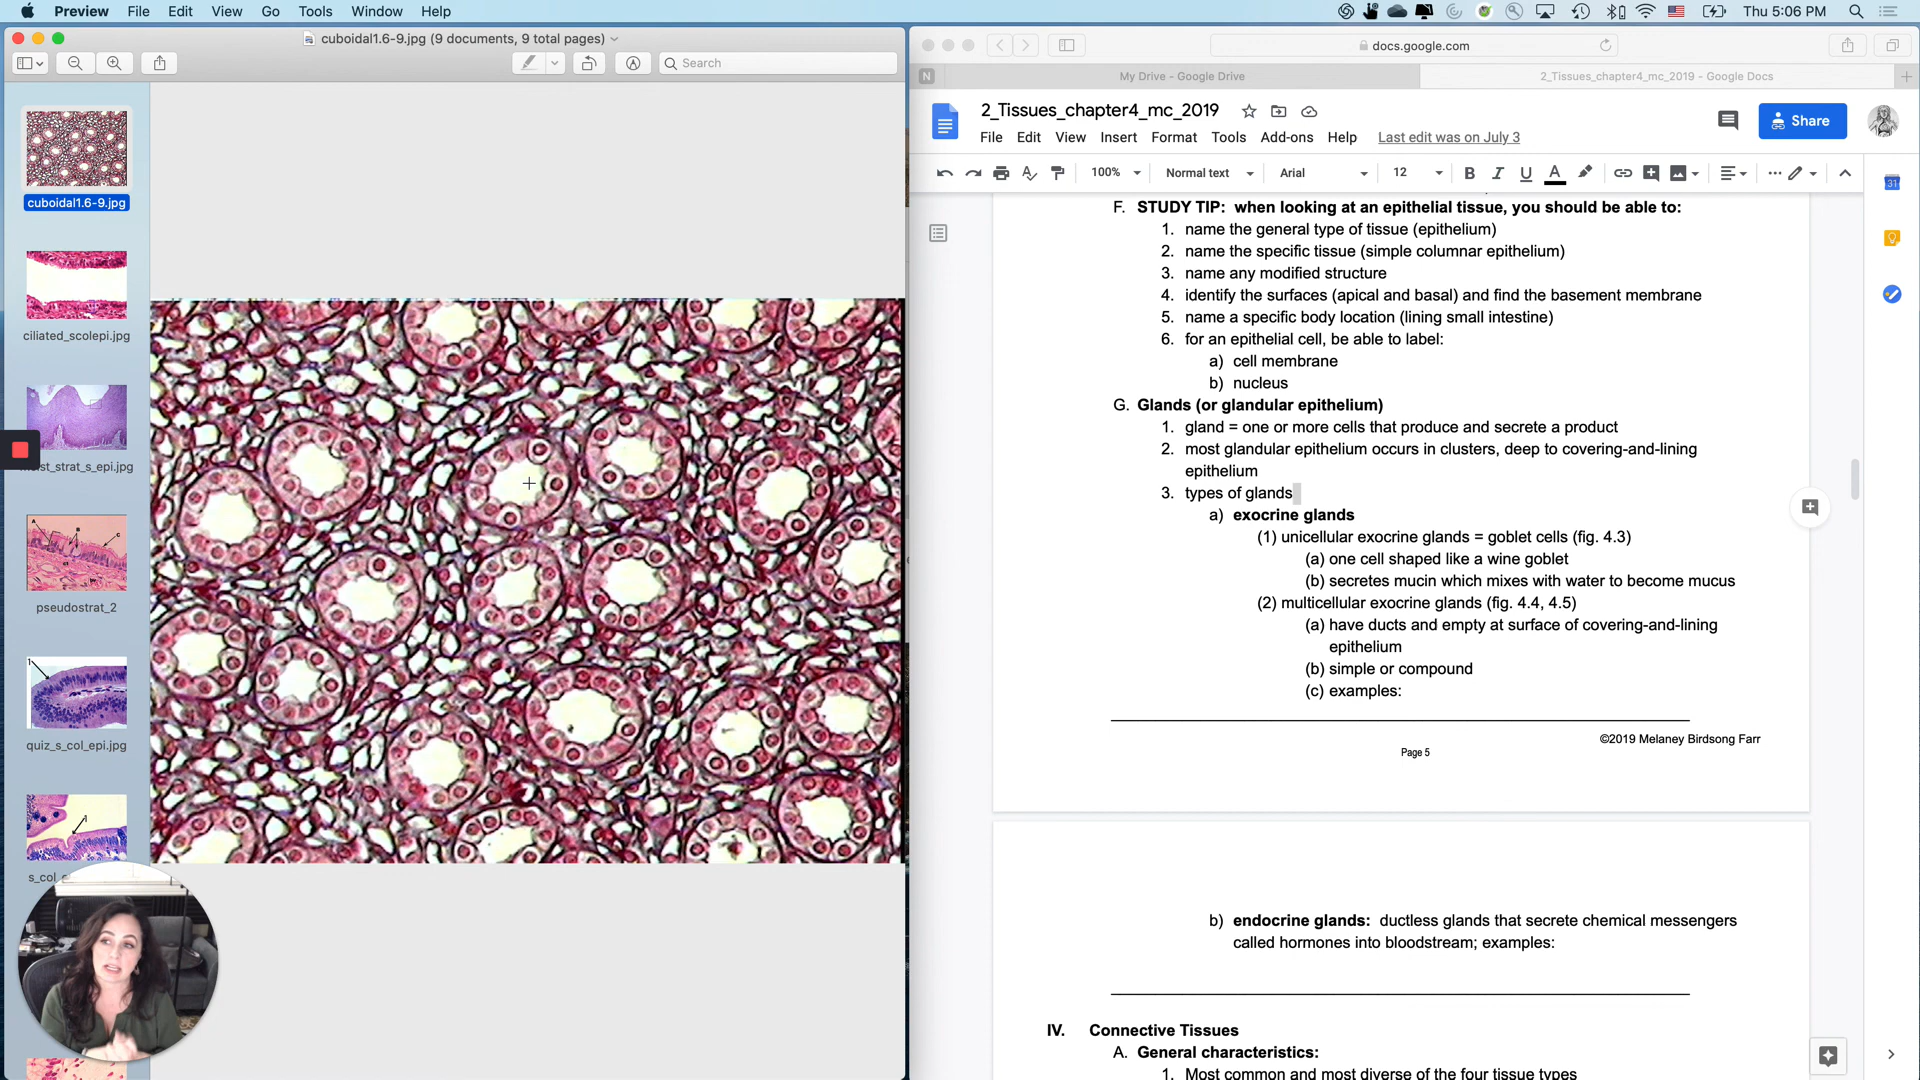 Preview File Edit View Go Tools Window Help
Thu 5:06 PM
cuboidal1.6-9.jpg (9 documents, 9 total pages)
Search
cuboidal1.6-9.jpg
ciliated_scolepi.jpg
st_strat_s_epi.jpg
A
B
C
pseudostrat_2
1
quiz_s_col_epi.jpg
1
s_col_
docs.google.com
N
My Drive - Google Drive
2_Tissues_chapter4_mc_2019 - Google Docs
2_Tissues_chapter4_mc_2019
Share
File Edit View Insert Format Tools Add-ons Help Last edit was on July 3
100% Normal text Arial 12 B I U A
31
F. STUDY TIP: when looking at an epithelial tissue, you should be able to:
1. name the general type of tissue (epithelium)
2. name the specific tissue (simple columnar epithelium)
3. name any modified structure
4. identify the surfaces (apical and basal) and find the basement membrane
5. name a specific body location (lining small intestine)
6. for an epithelial cell, be able to label:
a) cell membrane
b) nucleus
G. Glands (or glandular epithelium)
1. gland = one or more cells that produce and secrete a product
2. most glandular epithelium occurs in clusters, deep to covering-and-lining
epithelium
3. types of glands
a) exocrine glands
(1) unicellular exocrine glands = goblet cells (fig. 4.3)
(a) one cell shaped like a wine goblet
(b) secretes mucin which mixes with water to become mucus
(2) multicellular exocrine glands (fig. 4.4, 4.5)
(a) have ducts and empty at surface of covering-and-lining
epithelium
(b) simple or compound
(c) examples:
©2019 Melaney Birdsong Farr
Page 5
b) endocrine glands: ductless glands that secrete chemical messengers
called hormones into bloodstream; examples:
IV. Connective Tissues
A. General characteristics:
1. Most common and most diverse of the four tissue types